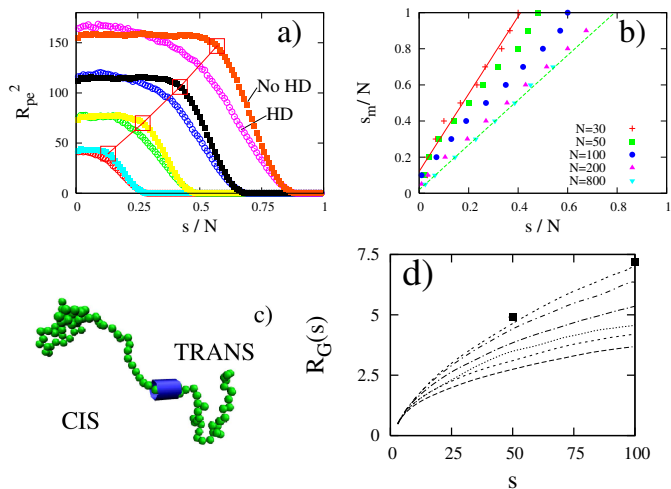 a)
R_pe^2
150
100
50
0
0
0.25
0.5
0.75
1
s / N
No HD
HD
b)
s_m / N
1
0.8
0.6
0.4
0.2
0
0
0.2
0.4
0.6
0.8
1
s / N
N=30
N=50
N=100
N=200
N=800
c)
TRANS
CIS
d)
R_G(s)
7.5
5
2.5
0
0
25
50
75
100
s